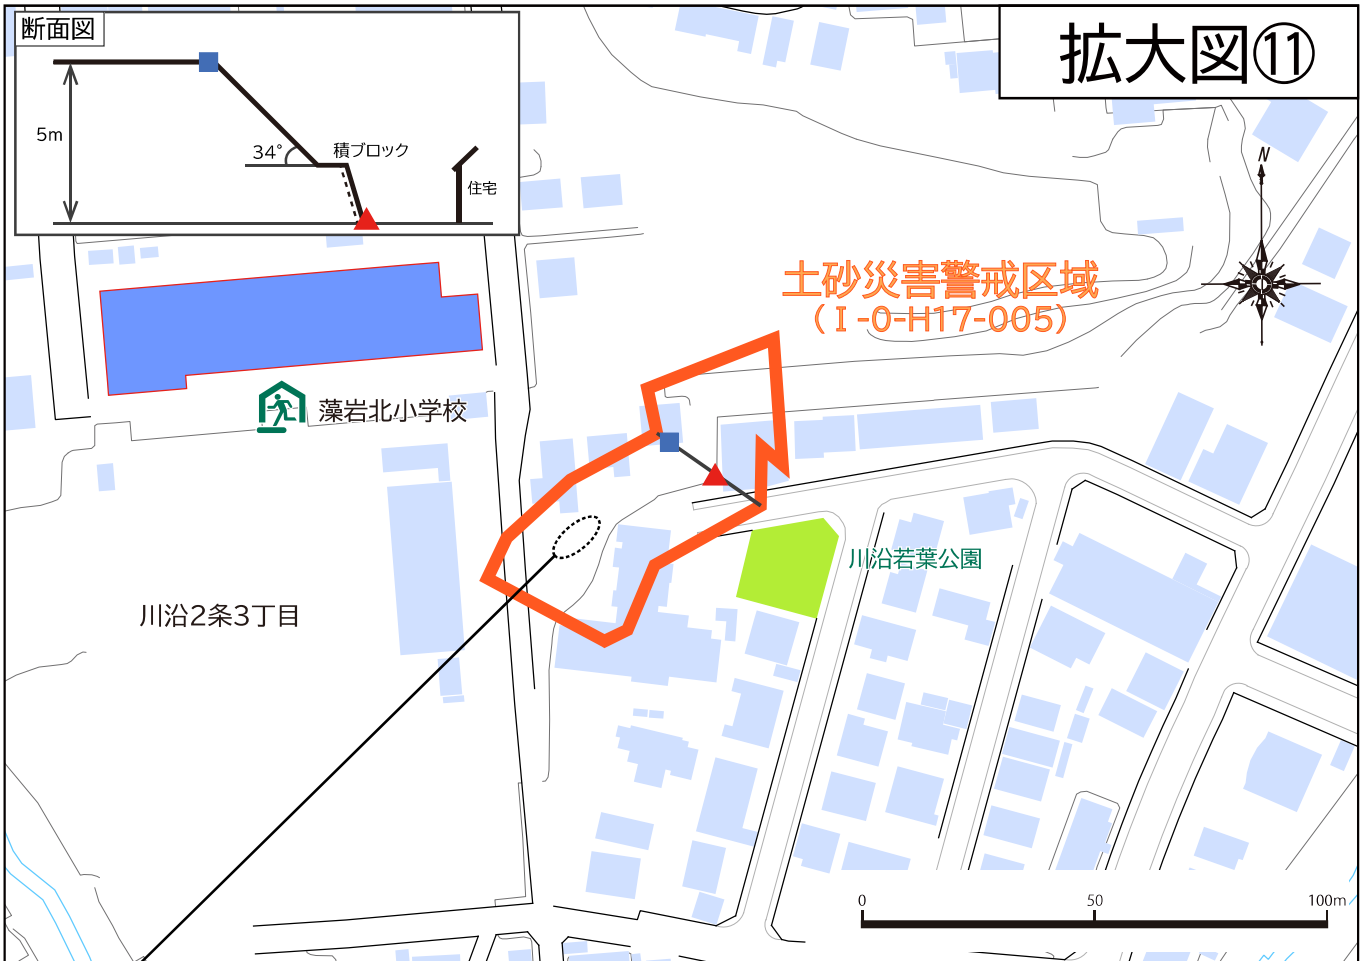 断面図
拡大図⑪
5m
34°
積ブロック
住宅
N
土砂災害警戒区域
(Ⅰ-0-H17-005)
藻岩北小学校
川沿若葉公園
川沿2条3丁目
0 50 100m